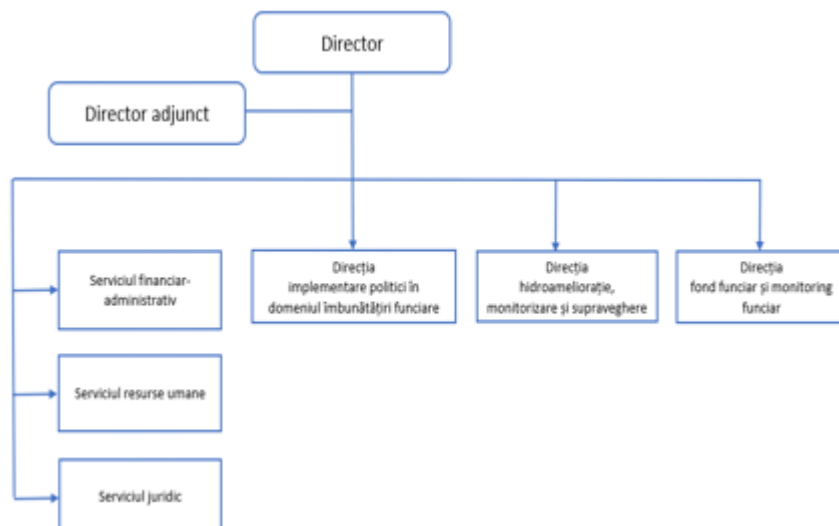 Director
Director adjunct
Serviciul financiar-
administrativ
Direcția
implementare politici în
domeniul îmbunătățiri funciare
Direcția
hidroameliorație,
monitorizare și supraveghere
Direcția
fond funciar și monitoring
funciar
Serviciul resurse umane
Serviciul juridic